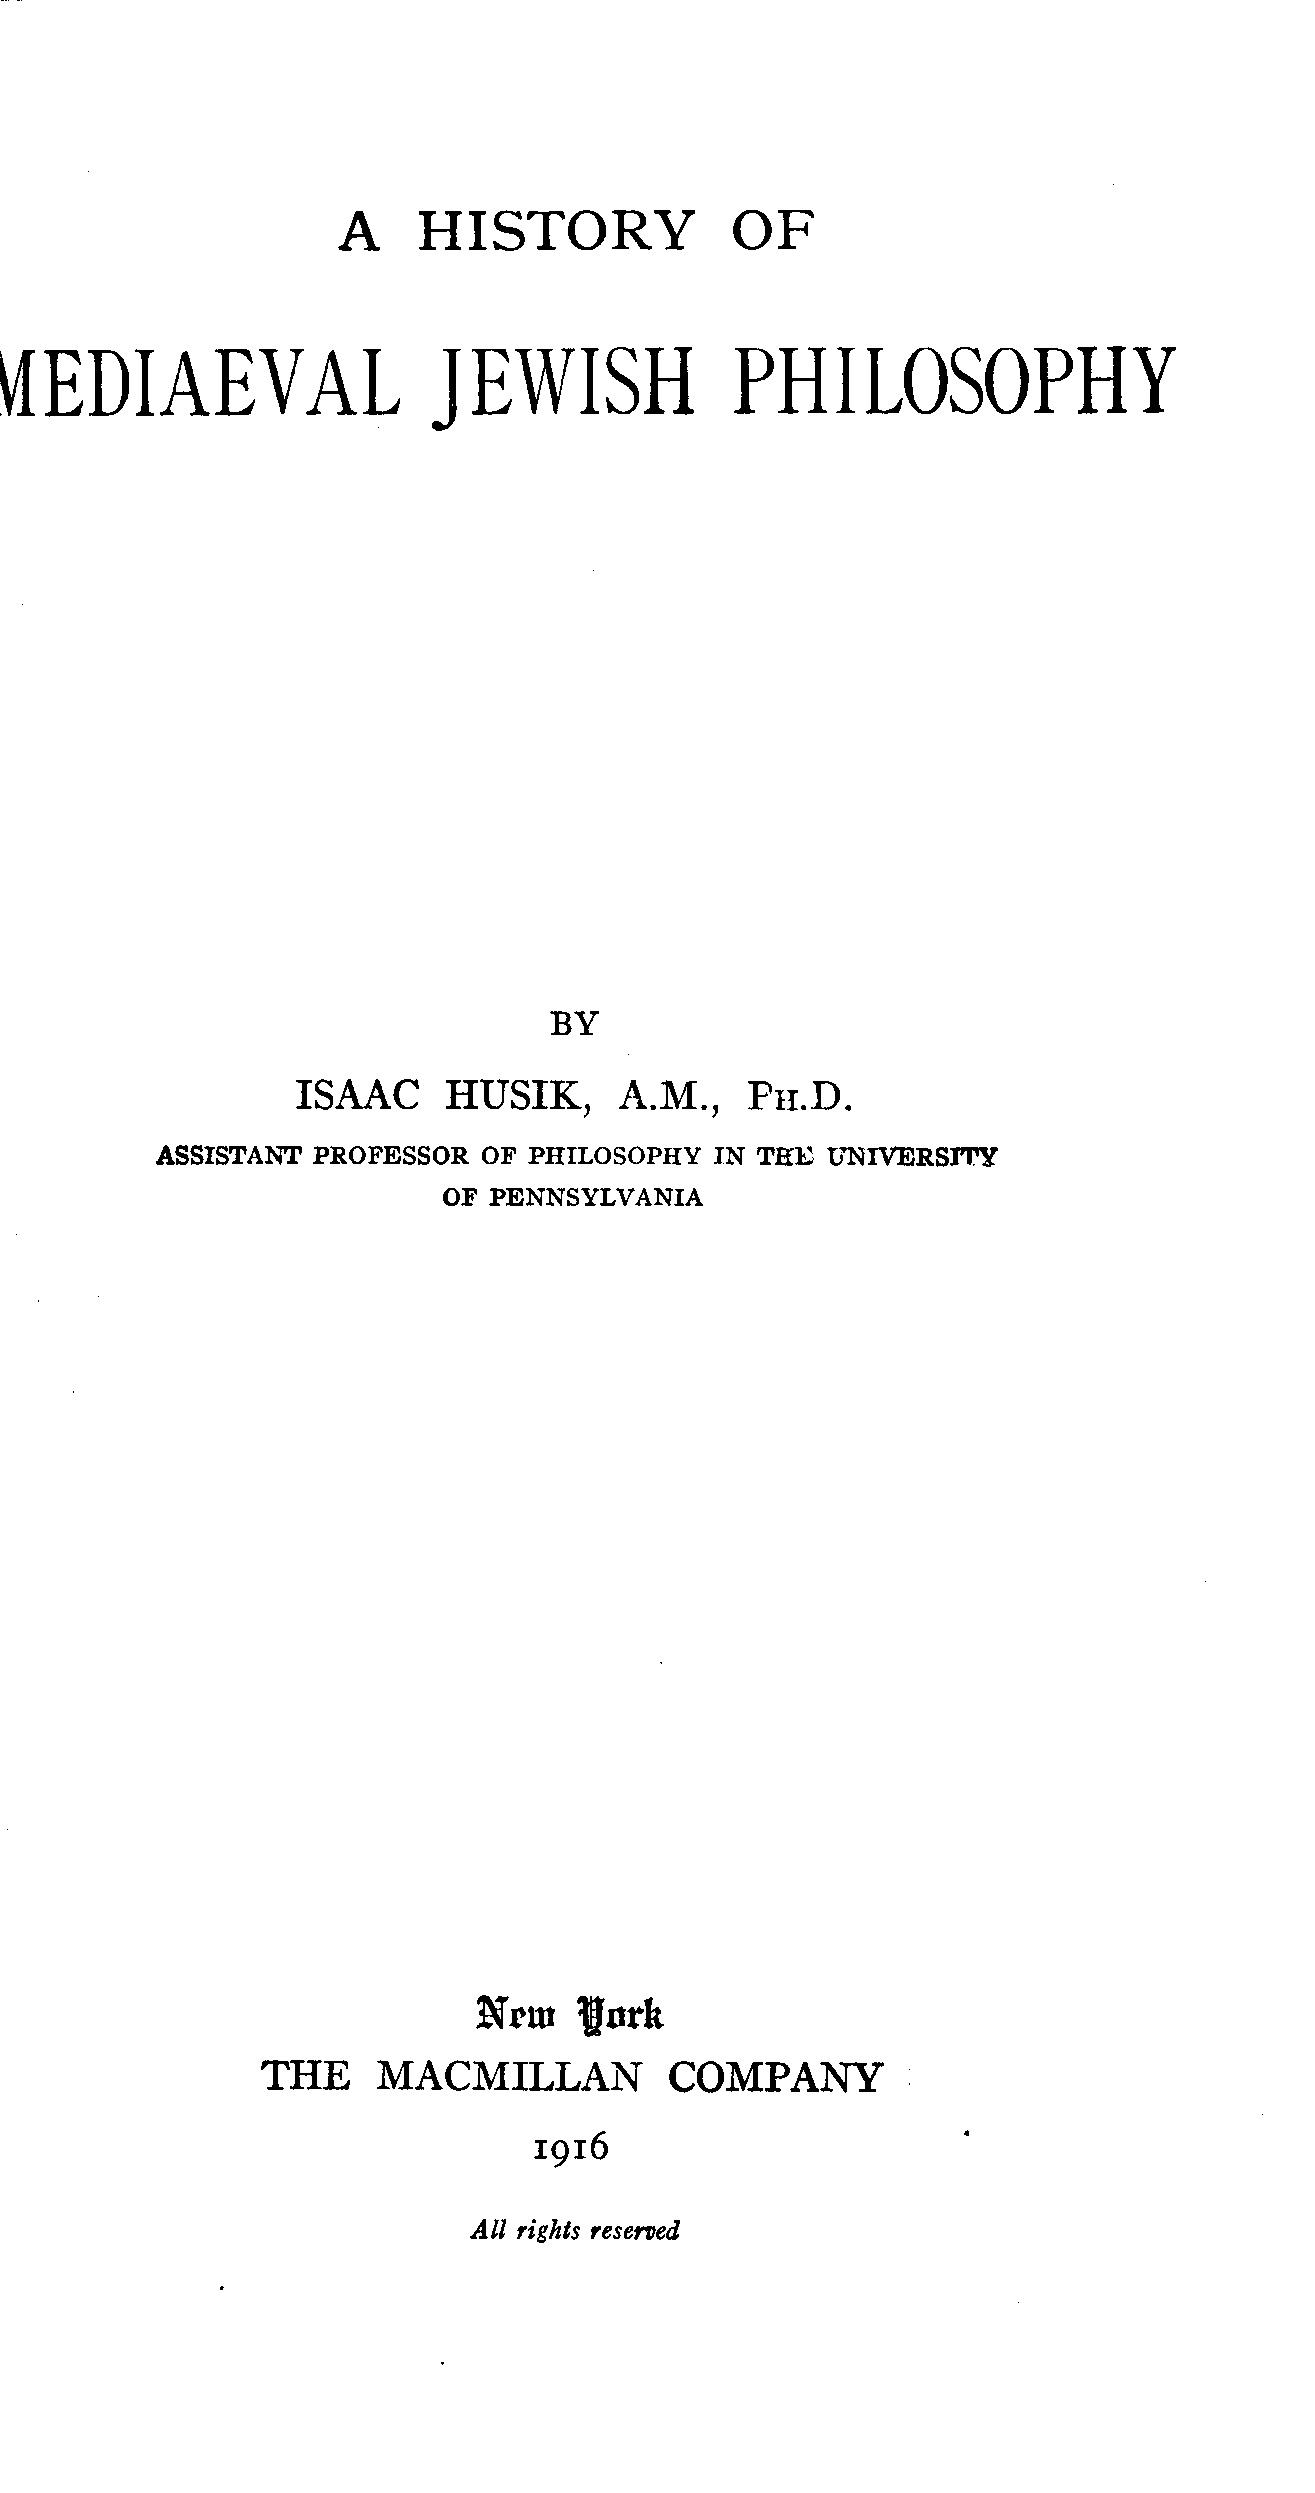 A HISTORY OF
MEDIAEVAL JEWISH PHILOSOPHY
BY
ISAAC HUSIK, A.M., PH.D.
ASSISTANT PROFESSOR OF PHILOSOPHY IN THE UNIVERSITY
OF PENNSYLVANIA
New York
THE MACMILLAN COMPANY
1916
All rights reserved